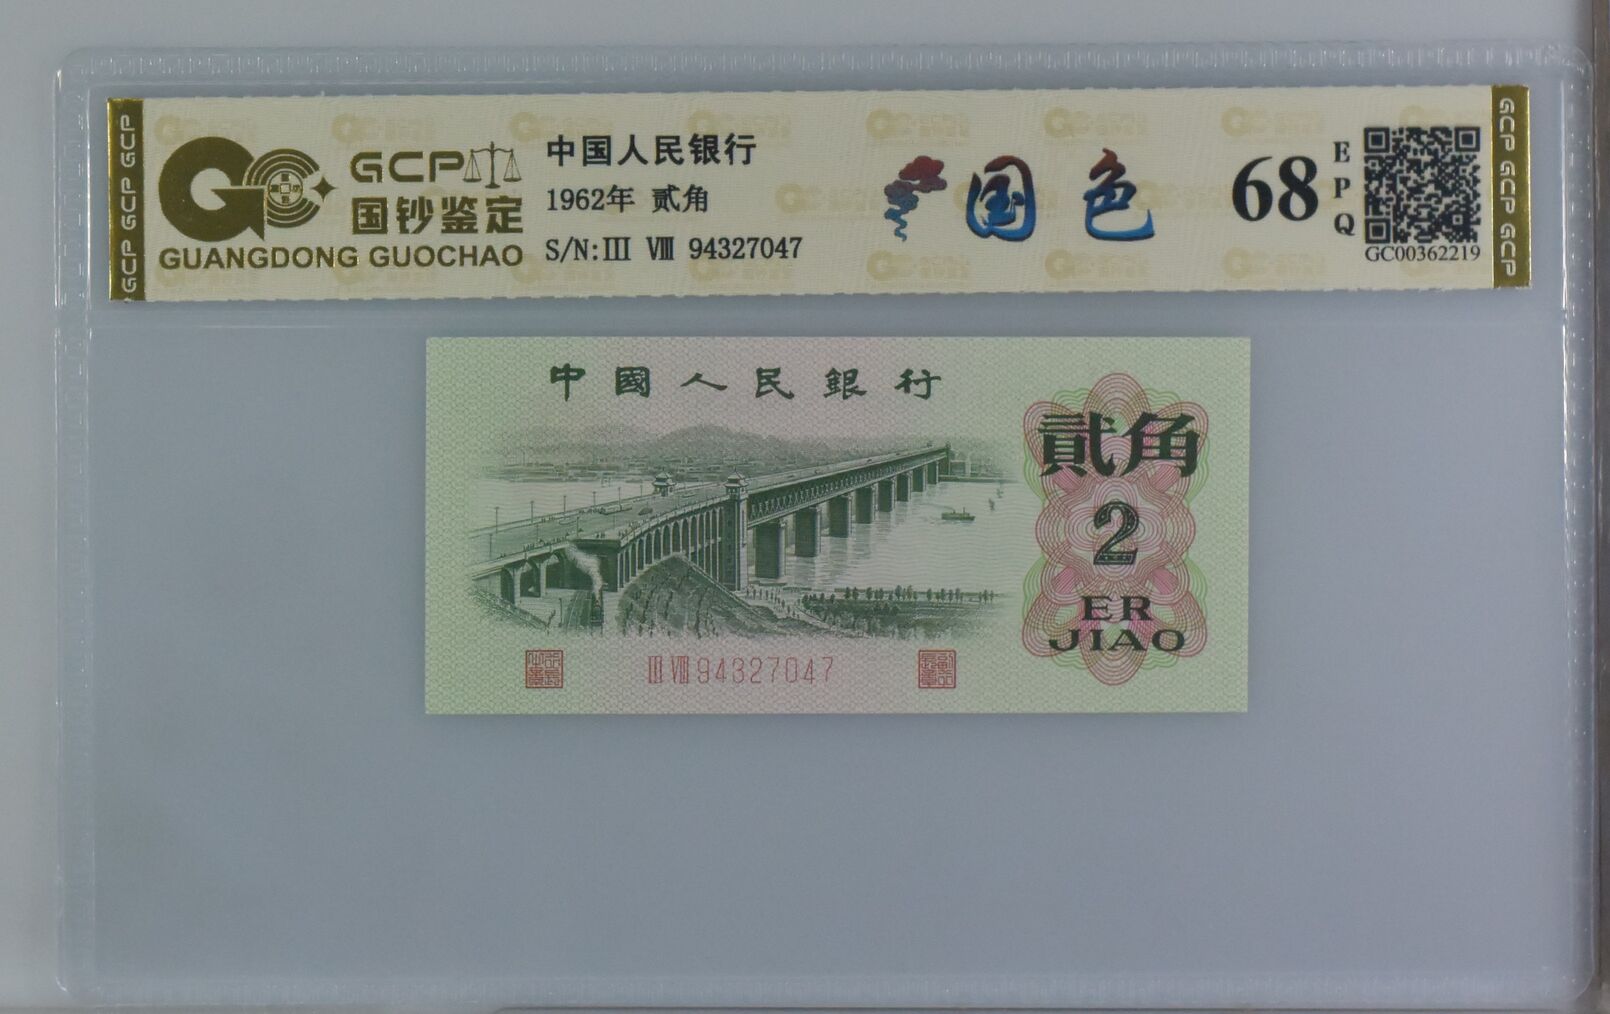 GCP GCP GCP GCP
GCP
国钞鉴定
GUANGDONG GUOCHAO
中国人民银行
1962年 贰角
S/N:III VIII 94327047
国色
68
EPQ
GC00362219
GCP GCP GCP
中國人民銀行
貳角
2
ER
JIAO
III VIII 94327047